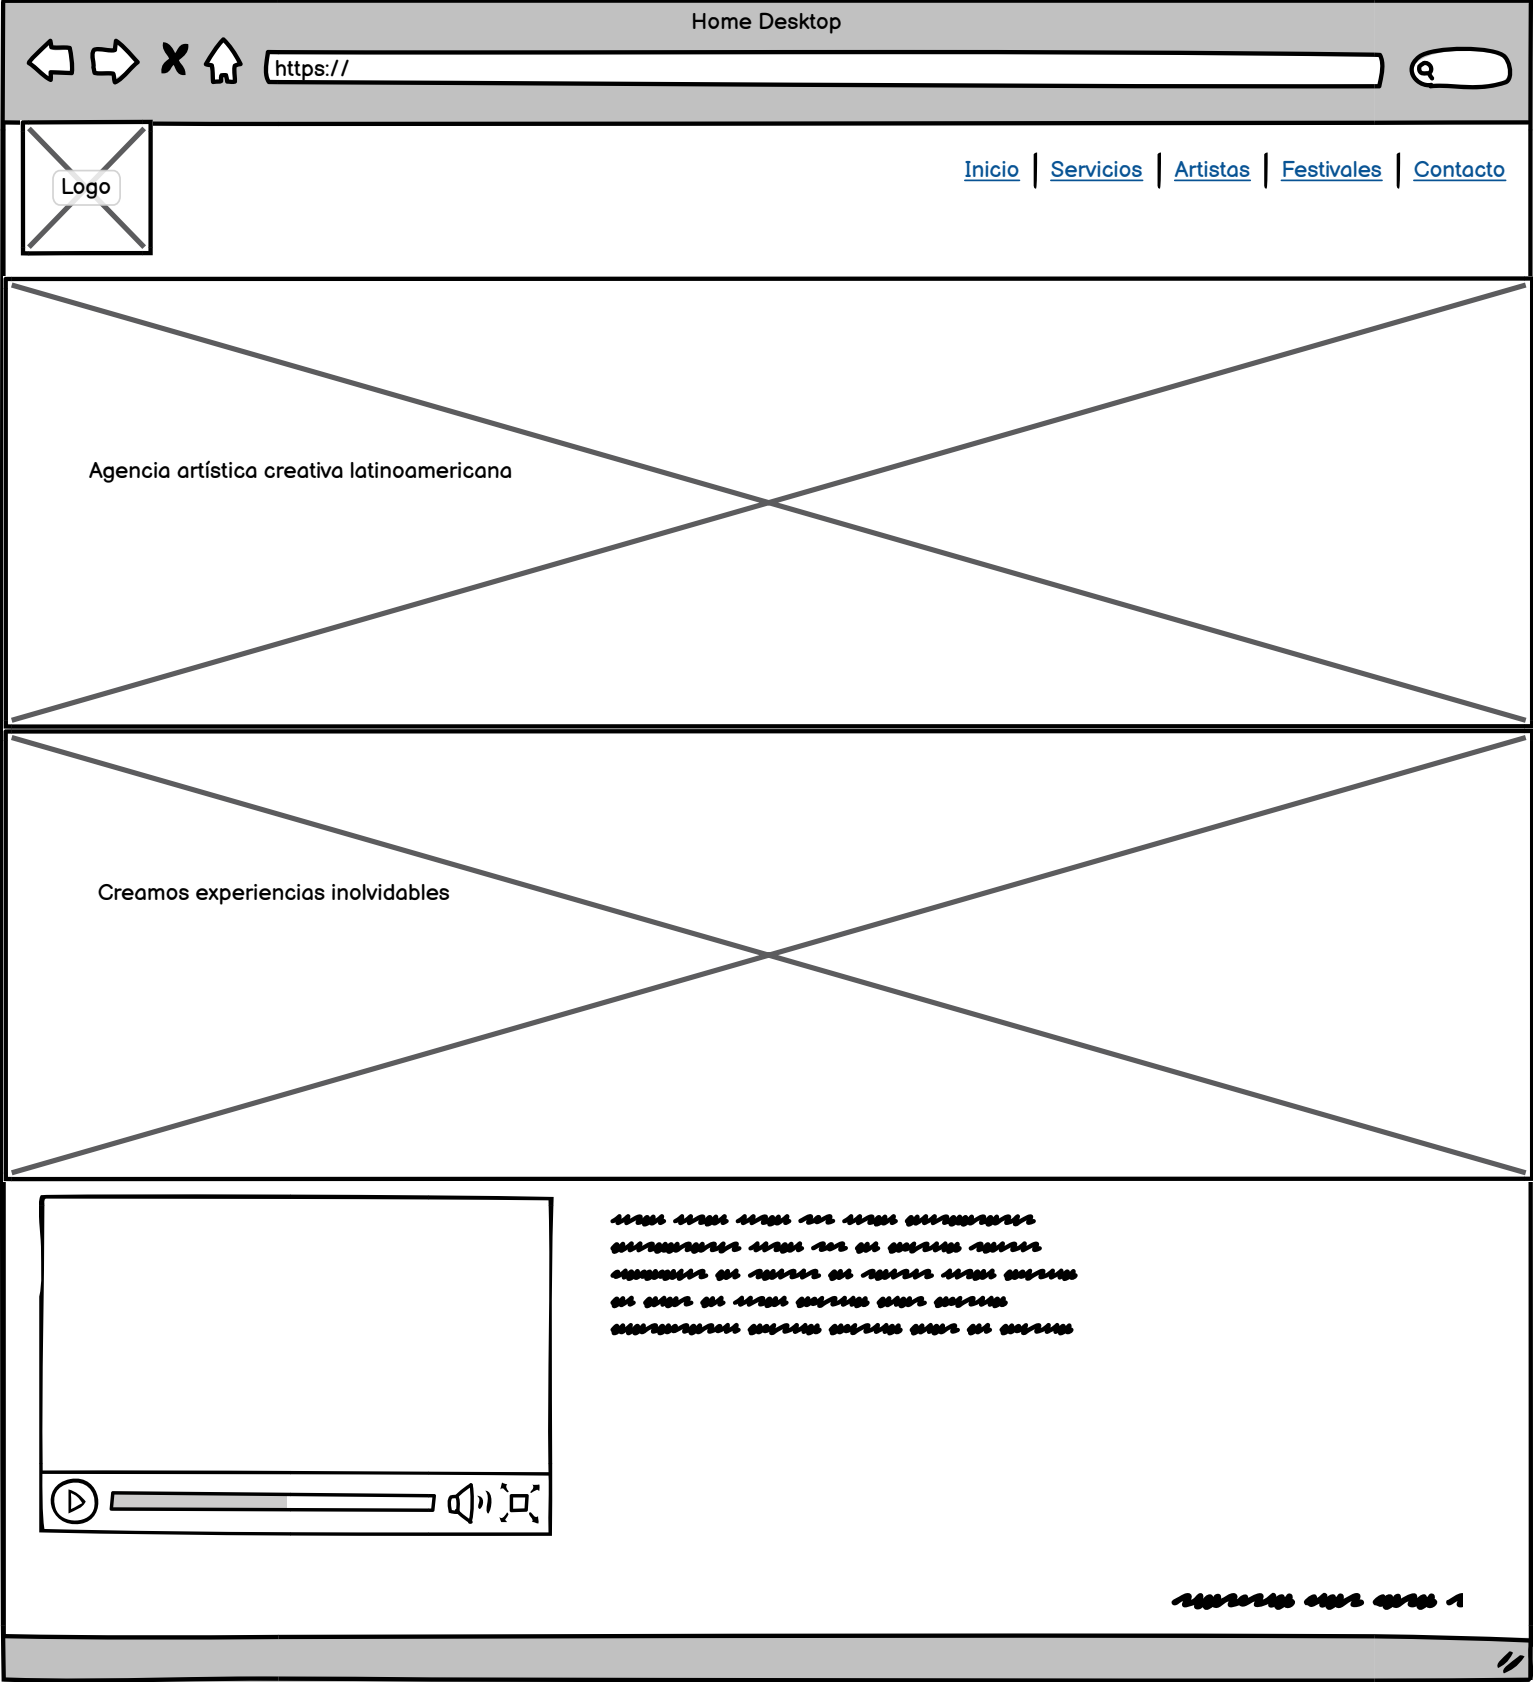 Home Desktop
https://
Logo
Inicio Servicios Artistas Festivales Contacto
Agencia artística creativa latinoamericana
Creamos experiencias inolvidables